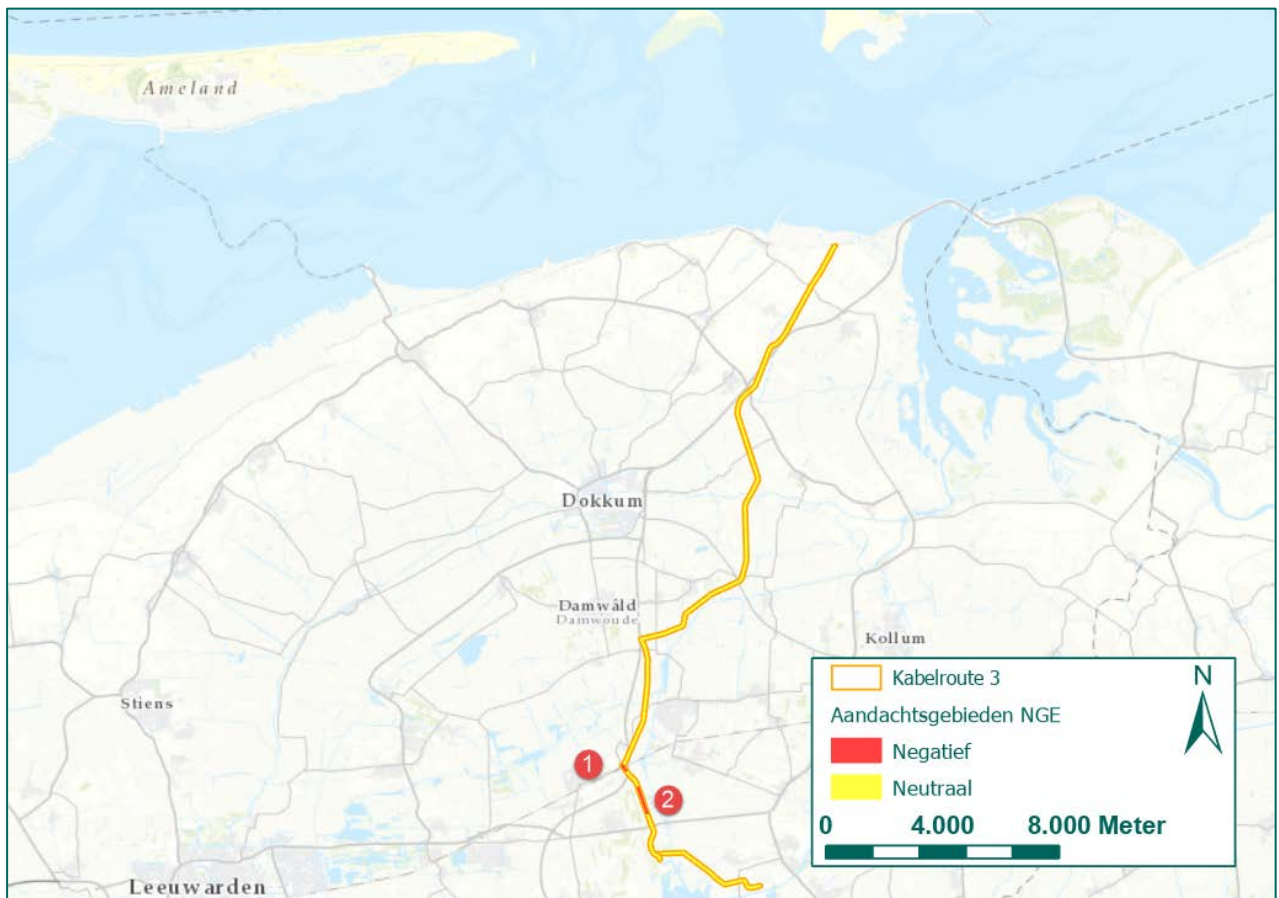 Ameland
Dokkum
Damwâld
Damwoude
Kollum
Stiens
1
2
Leeuwarden
Kabelroute 3
N
Aandachtsgebieden NGE
Negatief
Neutraal
0 4.000 8.000 Meter